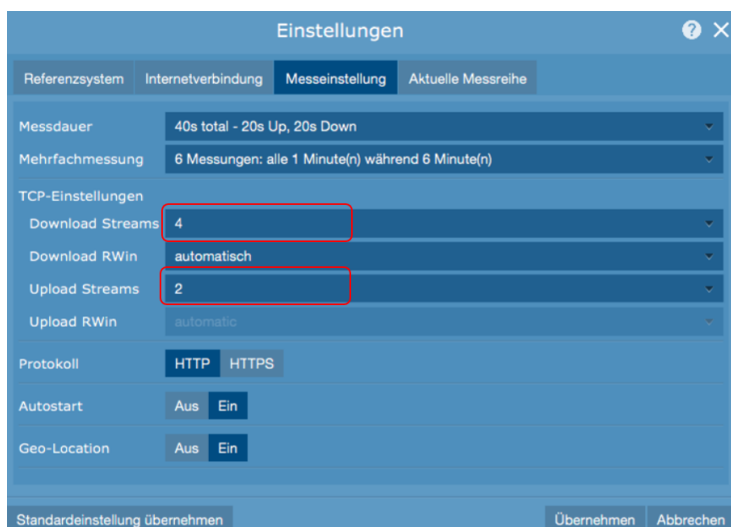 Einstellungen
Referenzsystem Internetverbindung Messeinstellung Aktuelle Messreihe
Messdauer 40s total - 20s Up, 20s Down
Mehrfachmessung 6 Messungen: alle 1 Minute(n) während 6 Minute(n)
TCP-Einstellungen
Download Streams 4
Download RWin automatisch
Upload Streams 2
Upload RWin automatic
Protokoll HTTP HTTPS
Autostart Aus Ein
Geo-Location Aus Ein
Standardeinstellung übernehmen Übernehmen Abbrechen